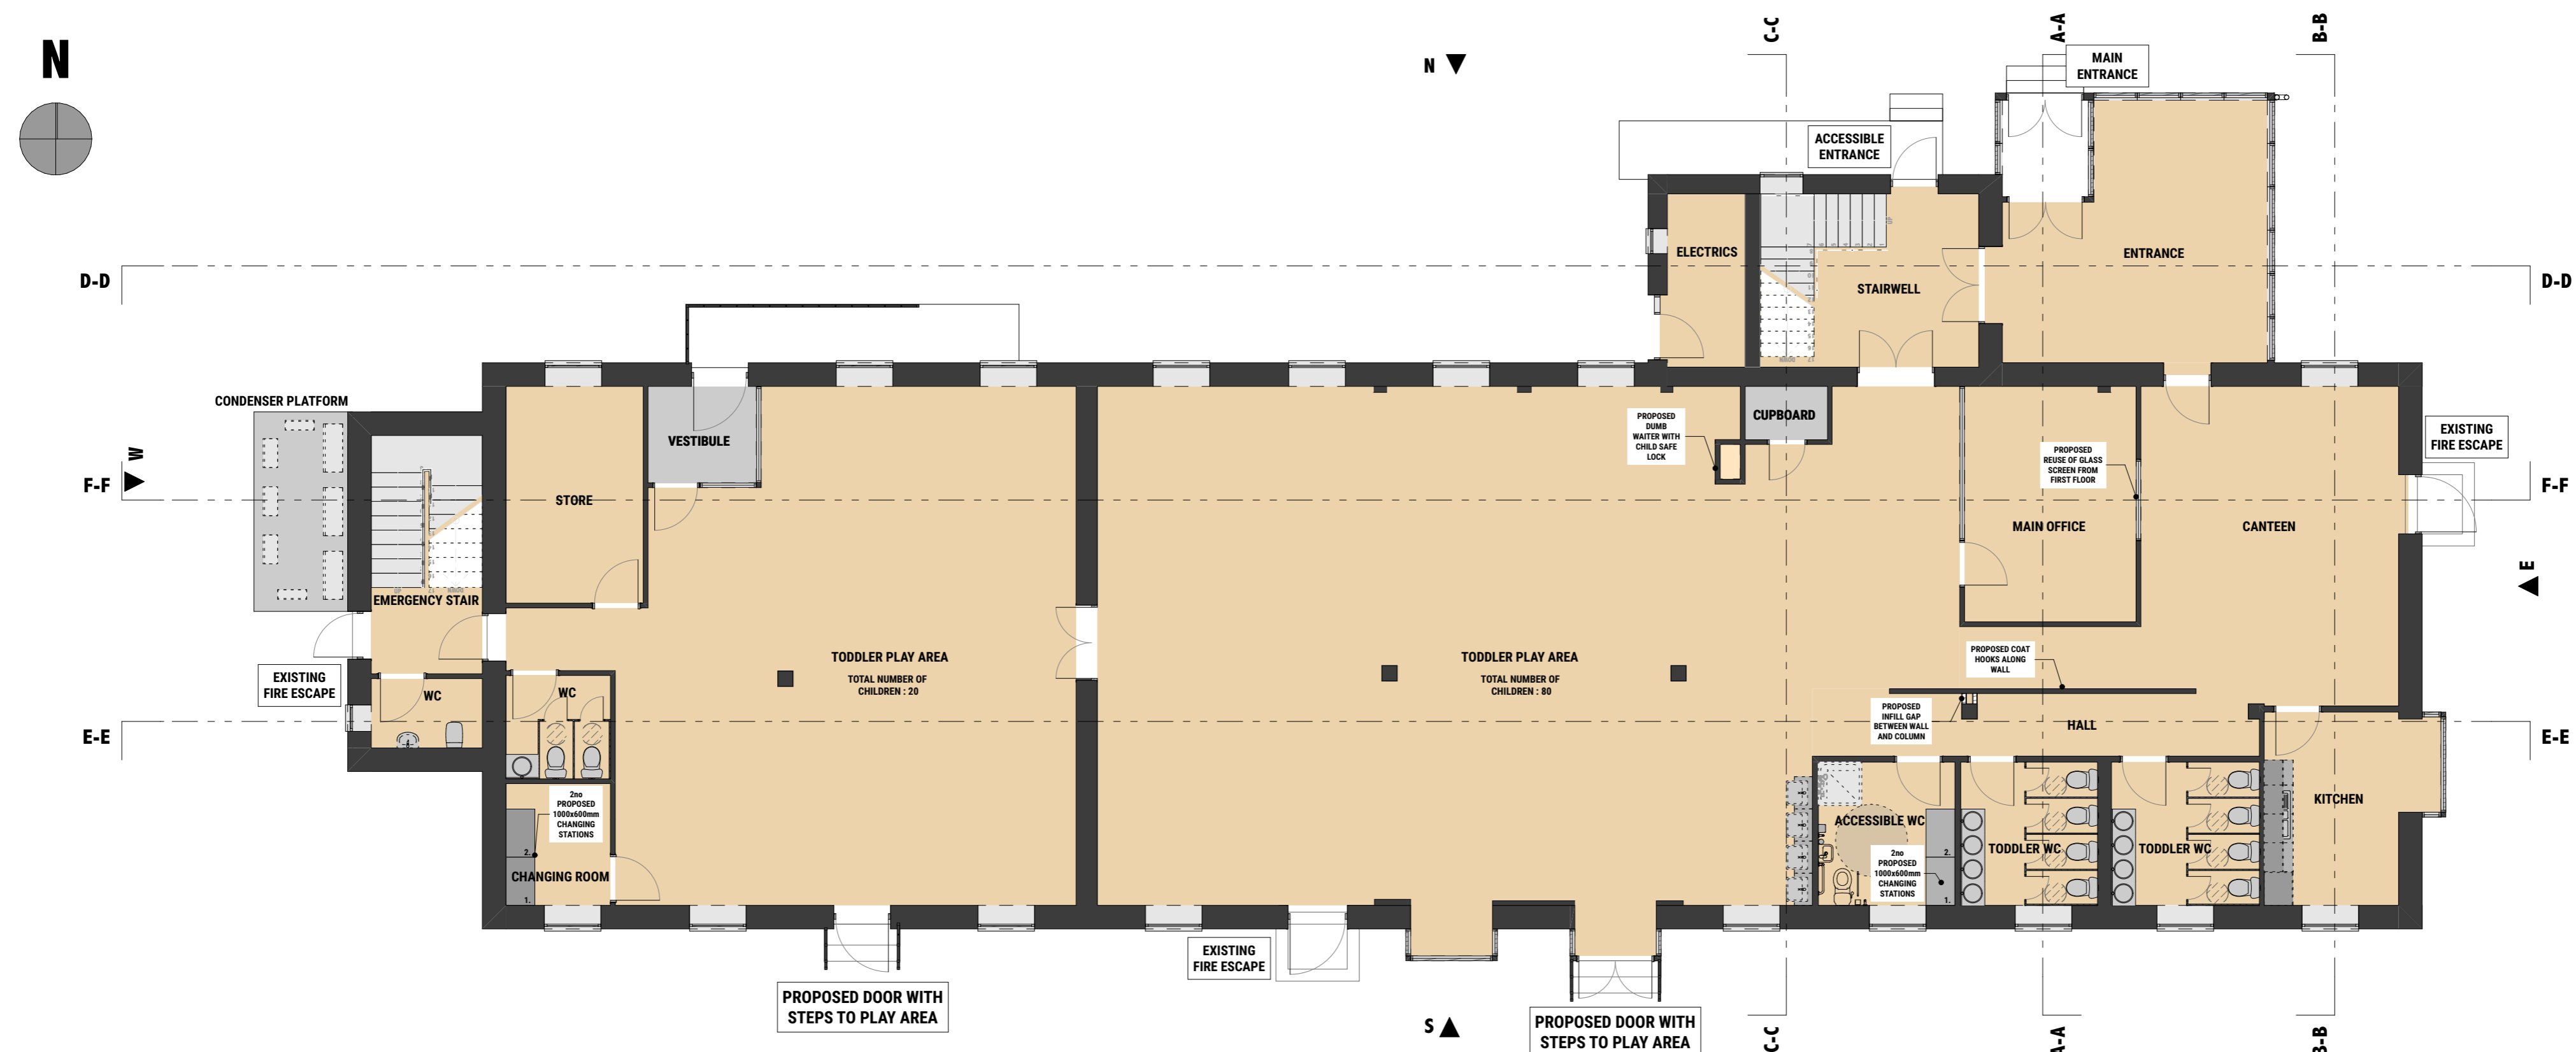 N
C-C
A-A
B-B
N
MAIN
ENTRANCE
ACCESSIBLE
ENTRANCE
ELECTRICS
STAIRWELL
ENTRANCE
UP
D-D
D-D
CONDENSER PLATFORM
W
F-F
F-F
STORE
VESTIBULE
PROPOSED
DUMB
WAITER WITH
CHILD SAFE
LOCK
CUPBOARD
PROPOSED
REUSE OF GLASS
SCREEN FROM
FIRST FLOOR
MAIN OFFICE
CANTEEN
EXISTING
FIRE ESCAPE
E
EMERGENCY STAIR
EXISTING
FIRE ESCAPE
WC
WC
TODDLER PLAY AREA
TOTAL NUMBER OF
CHILDREN : 20
TODDLER PLAY AREA
TOTAL NUMBER OF
CHILDREN : 80
PROPOSED COAT
HOOKS ALONG
WALL
PROPOSED
INFILL GAP
BETWEEN WALL
AND COLUMN
HALL
E-E
E-E
2no
PROPOSED
1000x600mm
CHANGING
STATIONS
2.
1.
CHANGING ROOM
ACCESSIBLE WC
2no
PROPOSED
1000x600mm
CHANGING
STATIONS
2.
1.
TODDLER WC
TODDLER WC
KITCHEN
PROPOSED DOOR WITH
STEPS TO PLAY AREA
EXISTING
FIRE ESCAPE
S
PROPOSED DOOR WITH
STEPS TO PLAY AREA
C-C
A-A
B-B